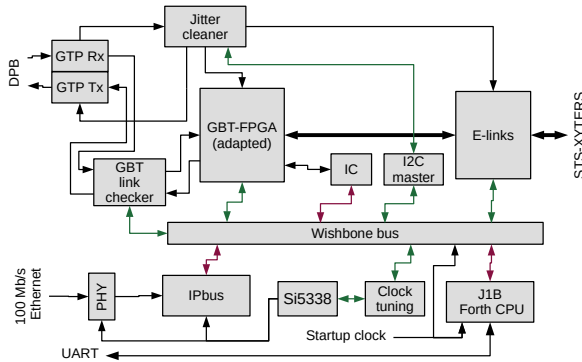 Jitter
cleaner
GTP Rx
GTP Tx
DPB
GBT-FPGA
(adapted)
E-links
STS-XYTERS
GBT
link
checker
IC
I2C
master
Wishbone bus
100 Mb/s
Ethernet
PHY
IPbus
Si5338
Clock
tuning
J1B
Forth CPU
Startup clock
UART